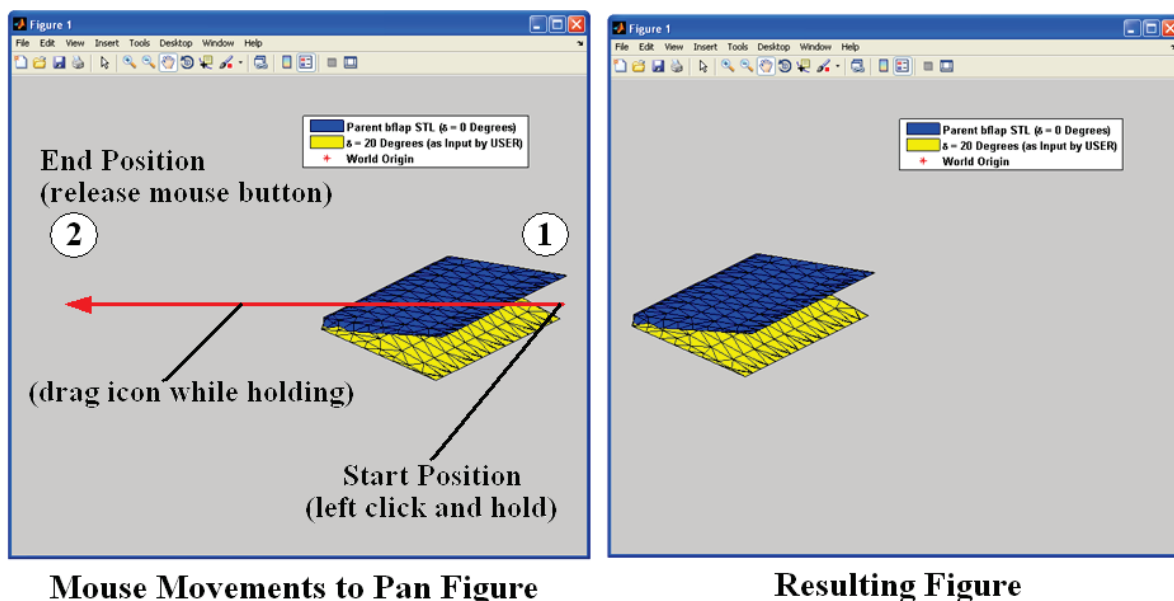 Figure 1
File Edit View Insert Tools Desktop Window Help
Parent bflap STL (δ = 0 Degrees)
δ = 20 Degrees (as Input by USER)
World Origin
End Position
(release mouse button)
2
1
(drag icon while holding)
Start Position
(left click and hold)
Mouse Movements to Pan Figure
Figure 1
File Edit View Insert Tools Desktop Window Help
Parent bflap STL (δ = 0 Degrees)
δ = 20 Degrees (as Input by USER)
World Origin
Resulting Figure